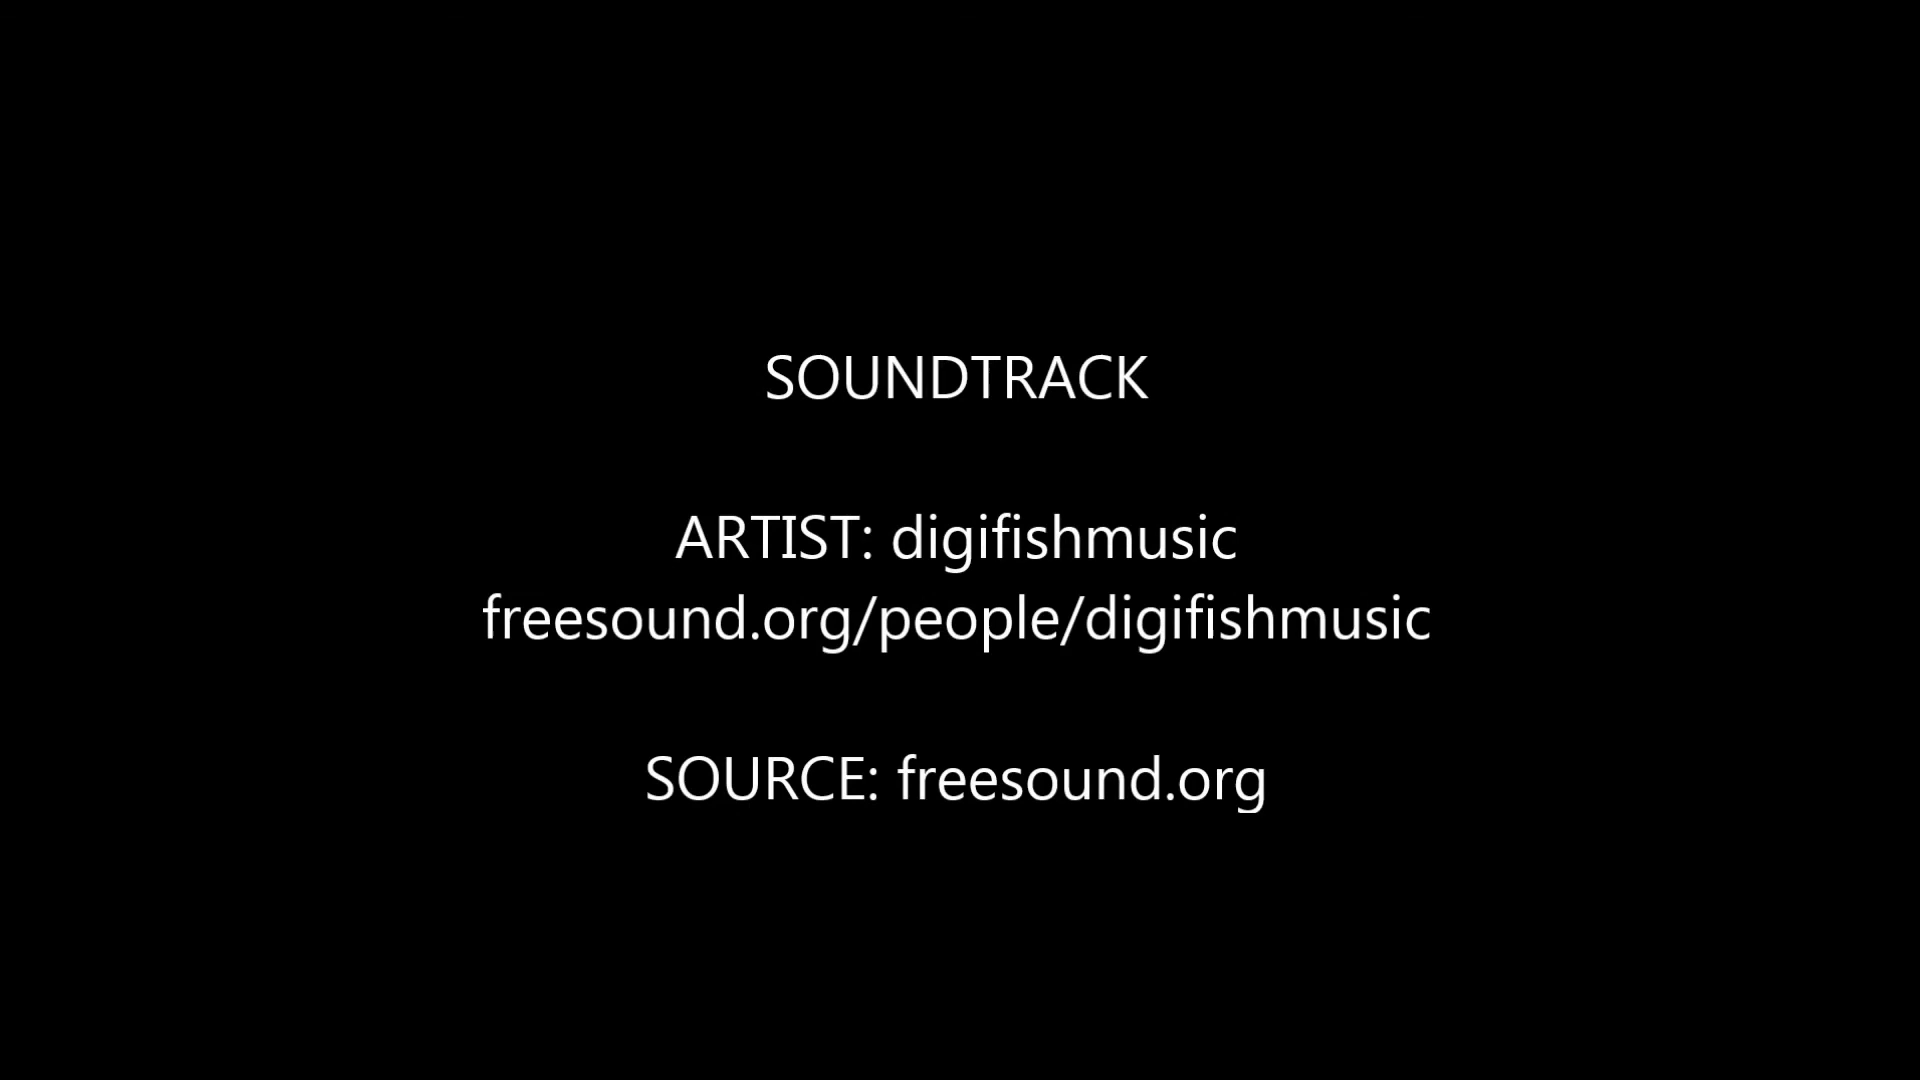 SOUNDTRACK
ARTIST: digifishmusic
freesound.org/people/digifishmusic
SOURCE: freesound.org